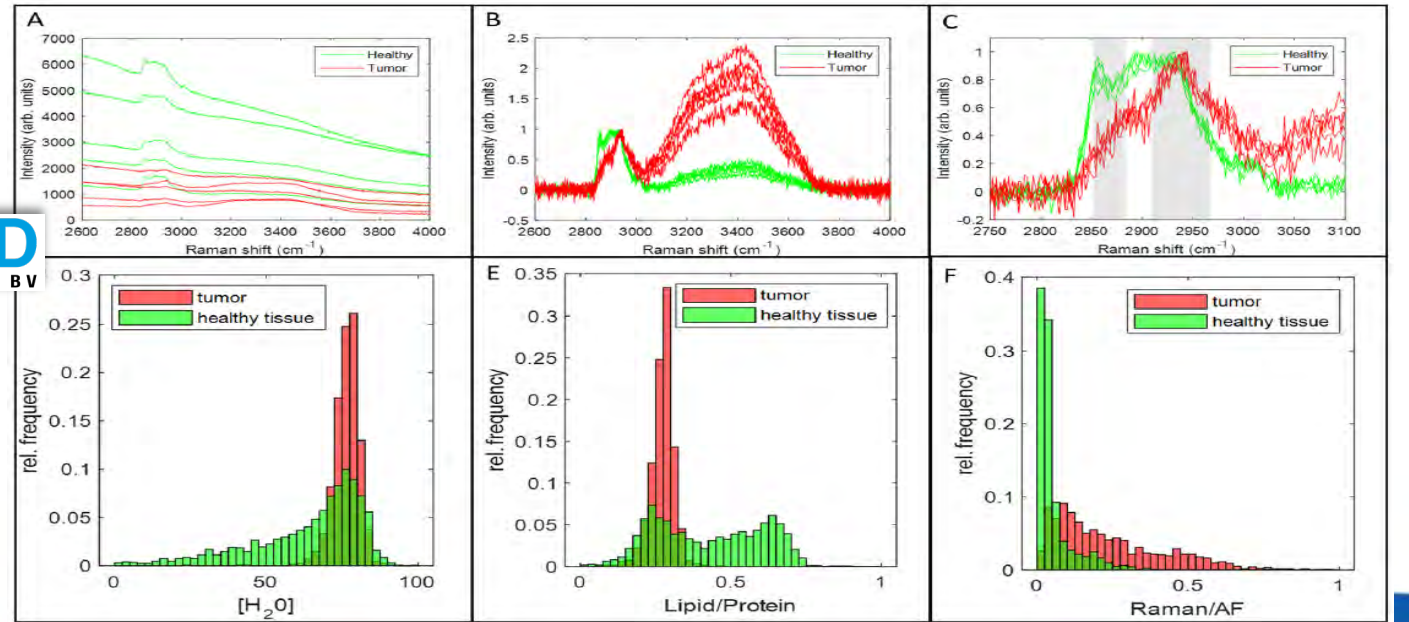 A
7000
6000
5000
4000
3000
2000
1000
0
Intensity (arb. units)
Healthy
Tumor
2600 2800 3000 3200 3400 3600 3800 4000
Raman shift (cm⁻¹)
B
2.5
2
1.5
1
0.5
0
-0.5
Intensity (arb. units)
Healthy
Tumor
2600 2800 3000 3200 3400 3600 3800 4000
Raman shift (cm⁻¹)
C
1
0.8
0.6
0.4
0.2
0
-0.2
Intensity (arb. units)
Healthy
Tumor
2750 2800 2850 2900 2950 3000 3050 3100
Raman shift (cm⁻¹)
D
BV
0.3
0.25
0.2
0.15
0.1
0.05
0
rel. frequency
tumor
healthy tissue
0 50 100
[H₂0]
E
0.35
0.3
0.25
0.2
0.15
0.1
0.05
0
rel. frequency
tumor
healthy tissue
0 0.5 1
Lipid/Protein
F
0.4
0.3
0.2
0.1
0
rel. frequency
tumor
healthy tissue
0 0.5 1
Raman/AF